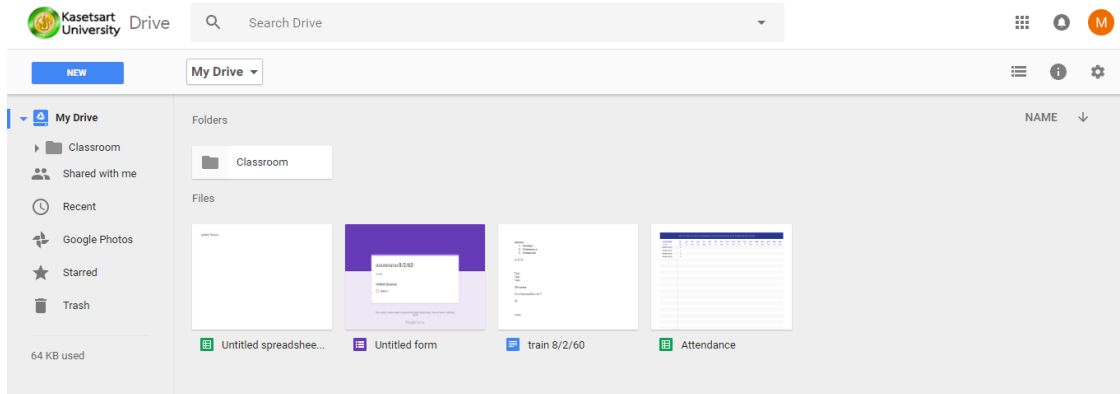 Kasetsart
University Drive
Search Drive
M
NEW
My Drive
My Drive
Classroom
Shared with me
Recent
Google Photos
Starred
Trash
64 KB used
Folders
NAME
Classroom
Files
Untitled spreadshee...
Untitled form
train 8/2/60
Attendance